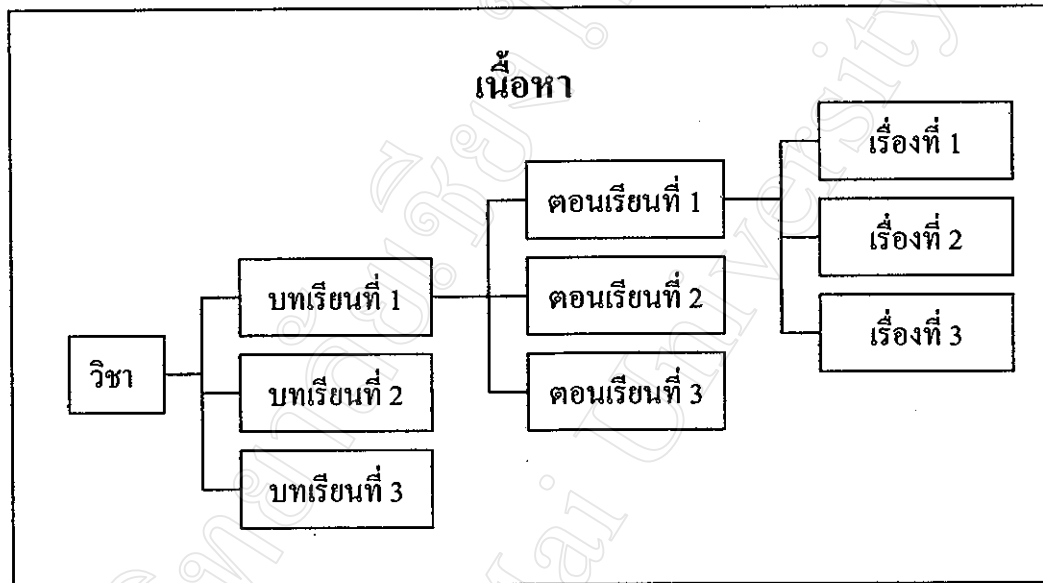 เนื้อหา
เรื่องที่ 1
ตอนเรียนที่ 1
เรื่องที่ 2
บทเรียนที่ 1
ตอนเรียนที่ 2
เรื่องที่ 3
วิชา
บทเรียนที่ 2
ตอนเรียนที่ 3
บทเรียนที่ 3